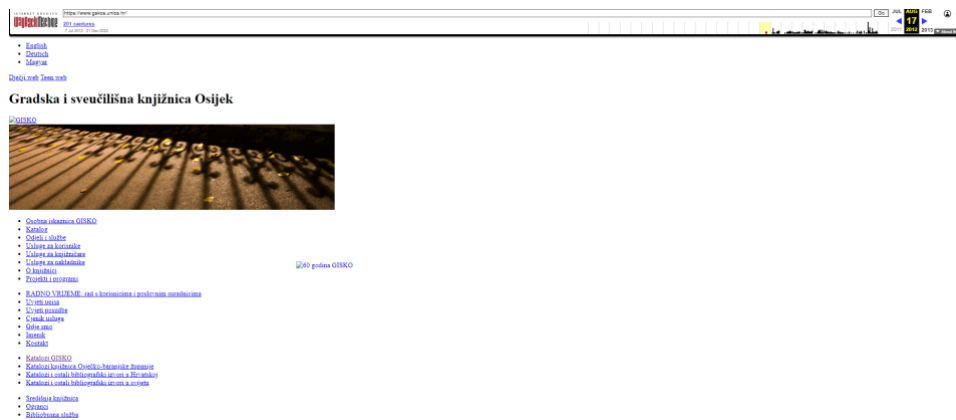 INTERNET ARCHIVE
WayBackMachine
https://www.gskos.unios.hr/
Go
JUL AUG FEB
201 captures
17
2012 2013
English
Deutsch
Magyar
Dječji web Teen web
Gradska i sveučilišna knjižnica Osijek
GISKO
Osobna iskaznica GISKO
Katalog
Odjeli i službe
Usluge za korisnike
Usluge za knjižničare
Usluge za nakladnike
60 godina GISKO
O knjižnici
Projekti i programi
RADNO VRIJEME: rad s korisnicima i poslovnim suradnicima
Uvjeti upisa
Uvjeti posudbe
Cjenik usluga
Gdje smo
Imenik
Kontakt
Katalozi GISKO
Katalozi knjižnica Osječko-baranjske županije
Katalozi i ostali bibliografski izvori u Hrvatskoj
Katalozi i ostali bibliografski izvori u svijetu
Središnja knjižnica
Ogranci
Bibliobusna služba